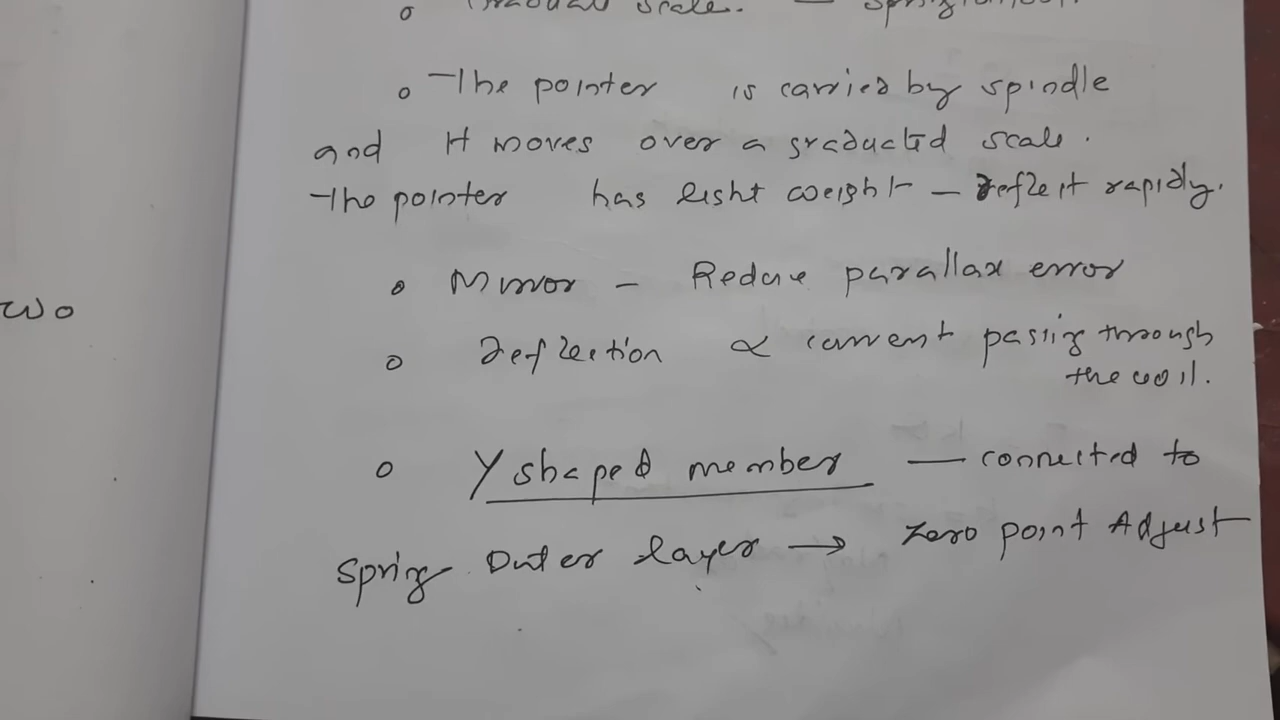 scale.
o The pointer is carried by spindle
and it moves over a graduated scale.
The pointer has light weight – deflect rapidly.
o Mirror – Reduce parallax error
wo
o Deflection ∝ current passing through
the coil.
o Y shaped member — connected to
spring outer layer → Zero point Adjust